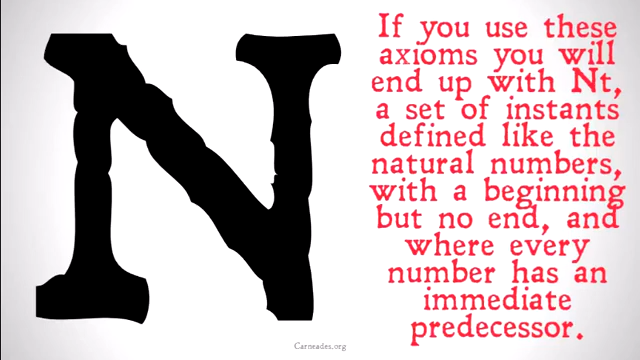 N
If you use these
axioms you will
end up with Nt,
a set of instants
defined like the
natural numbers,
with a beginning
but no end, and
where every
number has an
immediate
predecessor.
Carneades.org